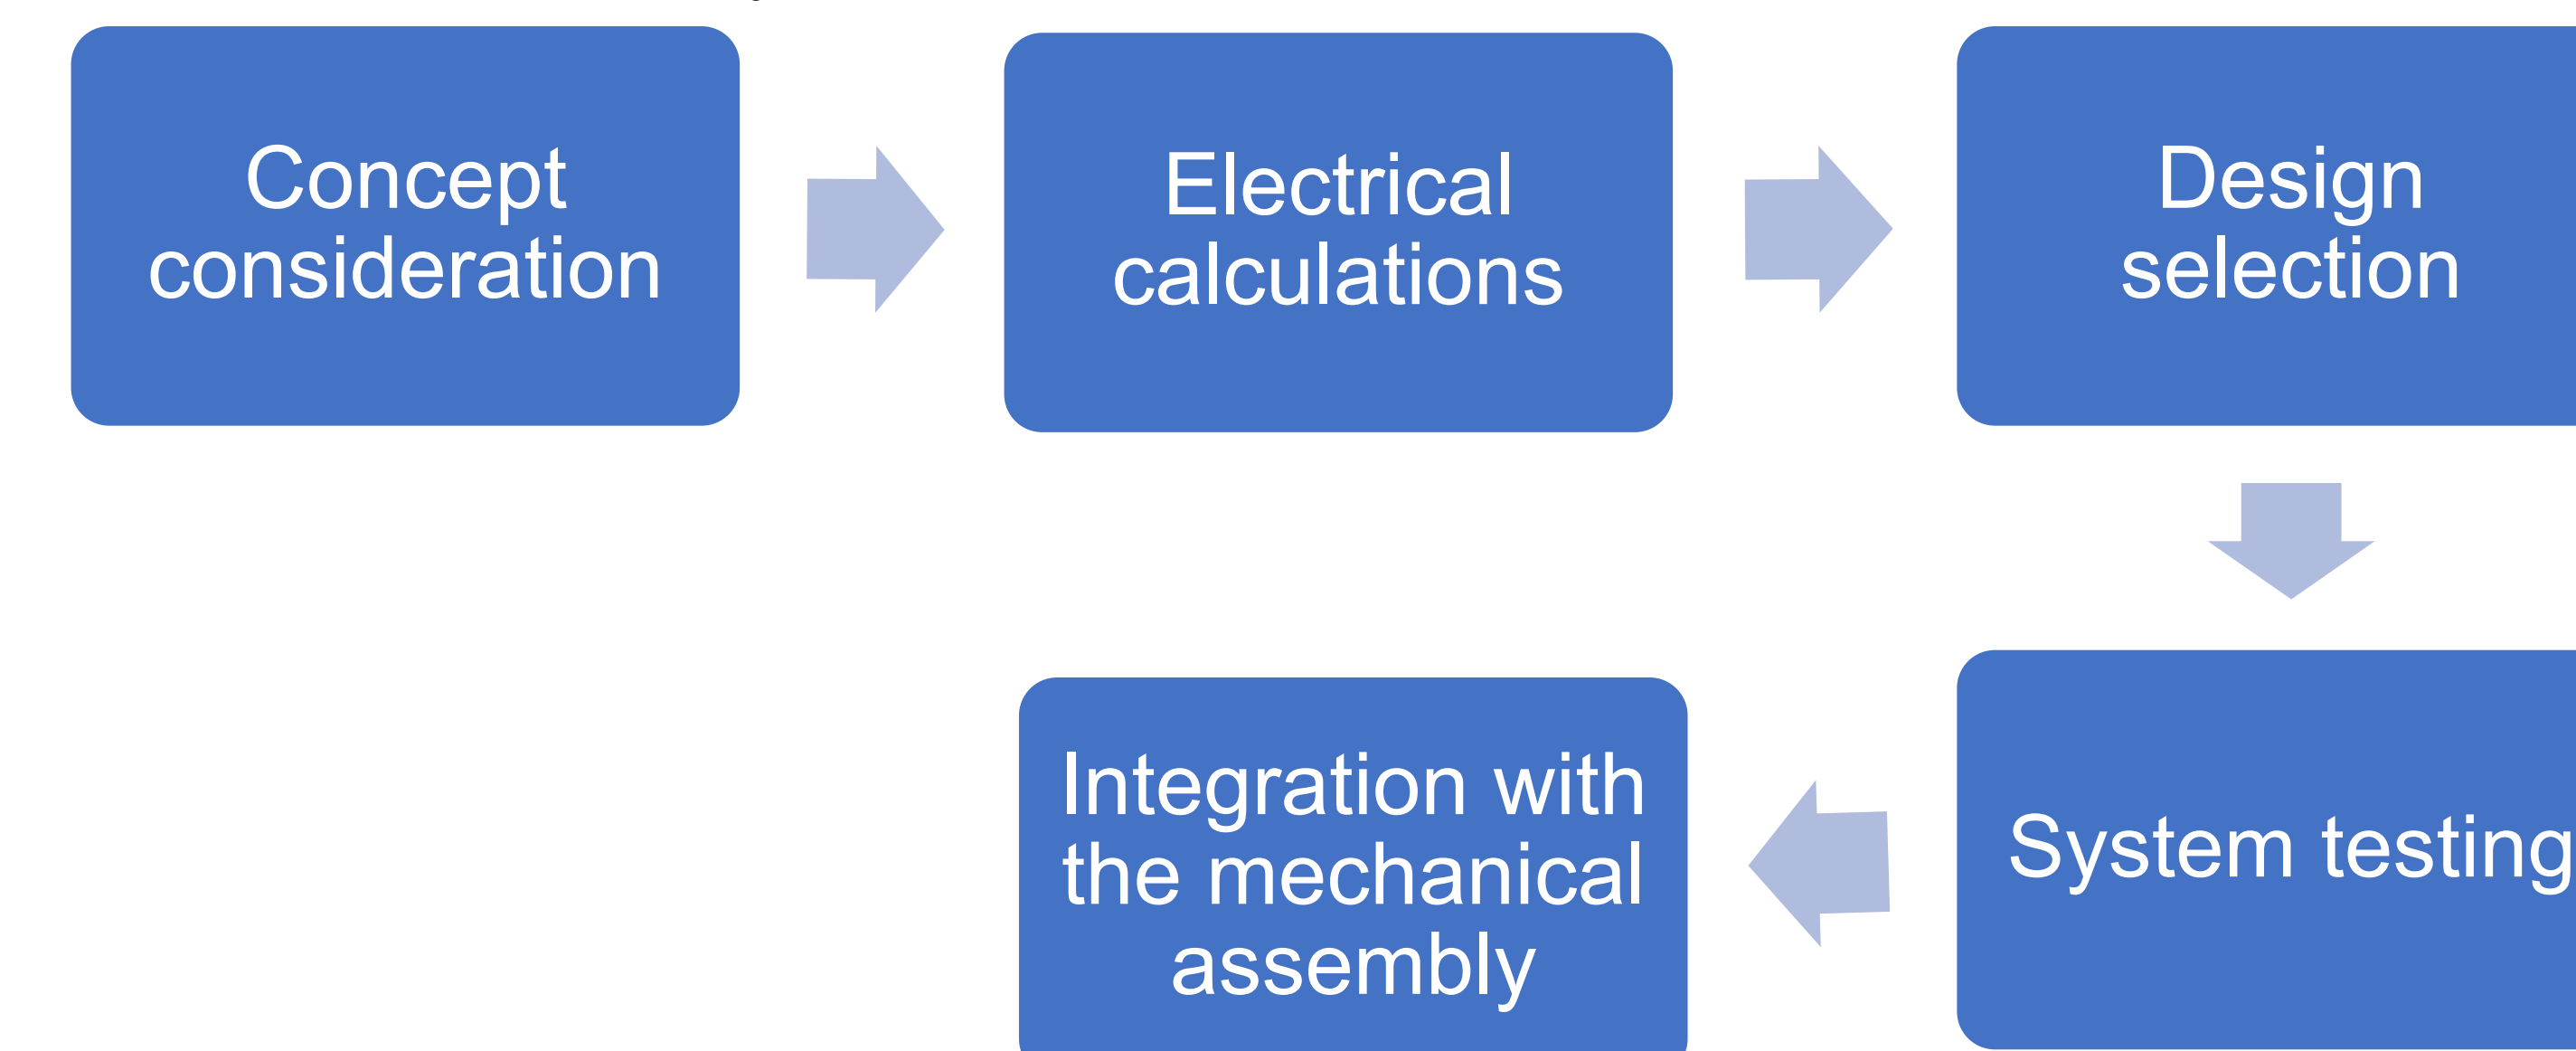 Concept
consideration
Electrical
calculations
Design
selection
System testing
Integration with
the mechanical
assembly